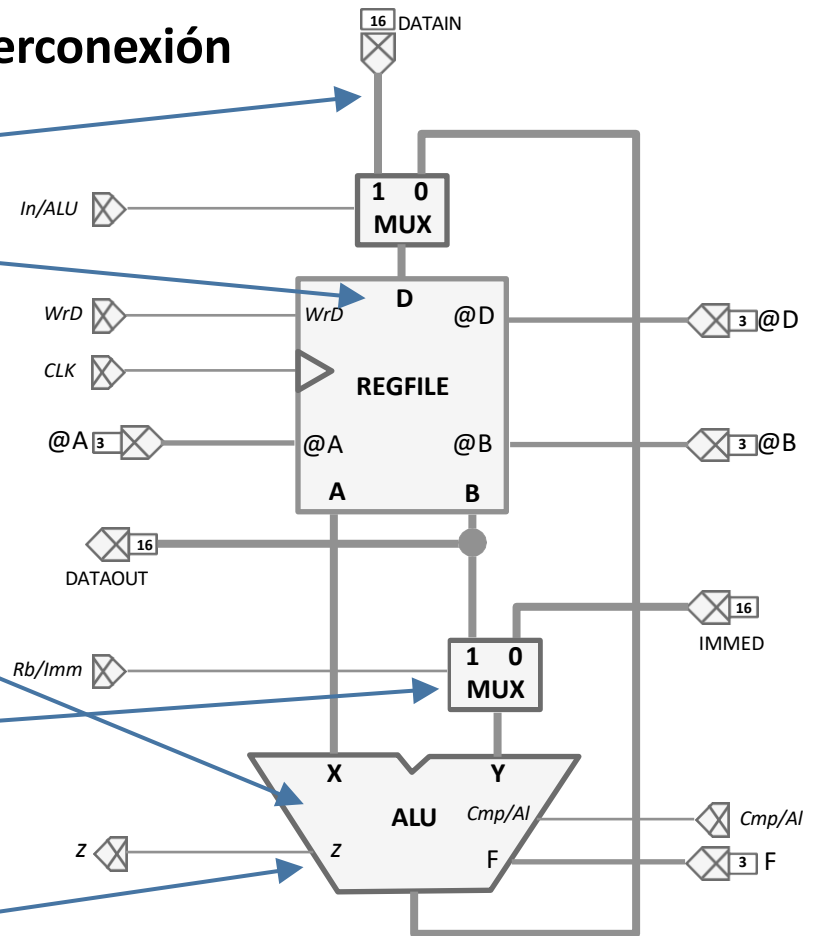 erconexión
16 DATAIN
1 0
In/ALU
MUX
D
WrD
WrD
@D
3 @D
CLK
REGFILE
@A 3
@A
@B
3 @B
A B
16
DATAOUT
16
IMMED
1 0
Rb/Imm
MUX
X Y
ALU
Cmp/Al
Cmp/Al
z
z
F
3 F